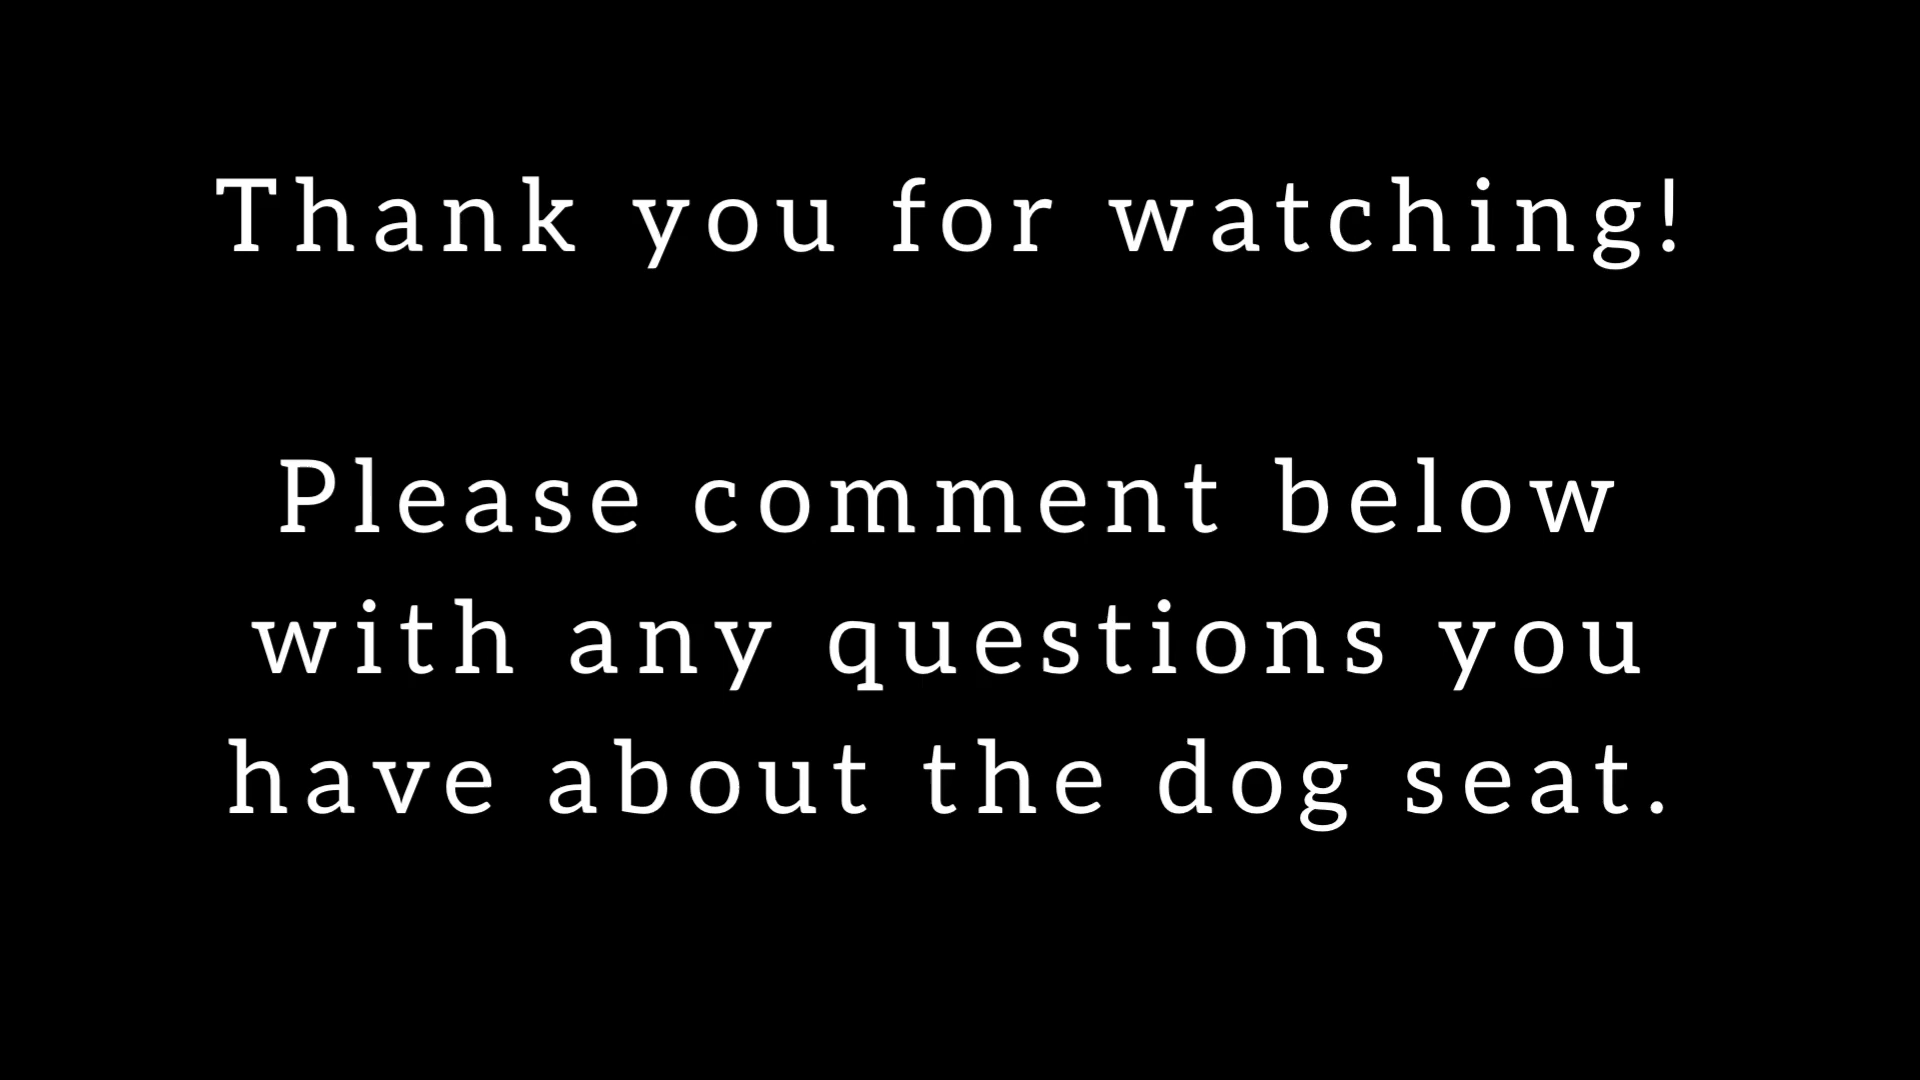 Thank you for watching!
Please comment below
with any questions you
have about the dog seat.